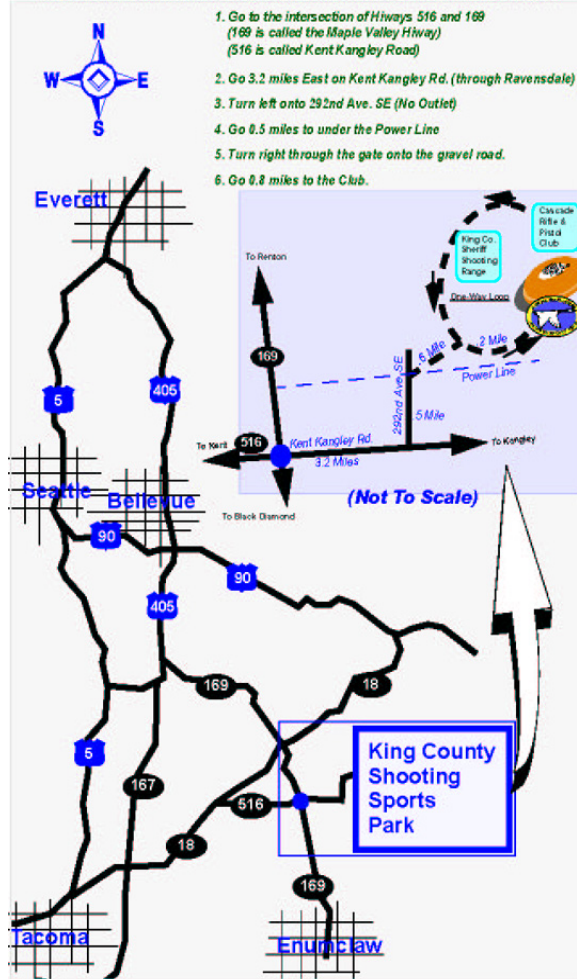 N
W E
S
1. Go to the intersection of Hiways 516 and 169
(169 is called the Maple Valley Hiway)
(516 is called Kent Kangley Road)
2. Go 3.2 miles East on Kent Kangley Rd. (through Ravensdale)
3. Turn left onto 292nd Ave. SE (No Outlet)
4. Go 0.5 miles to under the Power Line
5. Turn right through the gate onto the gravel road.
6. Go 0.8 miles to the Club.
Everett
Cascade
Rifle &
Pistol
Club
King Co.
Sheriff
Shooting
Range
To Renton
One-Way Loop
169
.6 Mile
.2 Mile
Power Line
292nd Ave. SE
.5 Mile
5
405
To Kent
516
Kent Kangley Rd.
3.2 Miles
To Kangley
Seattle
Bellevue
(Not To Scale)
To Black Diamond
90
90
405
169
18
5
King County
Shooting
Sports
Park
167
516
18
169
Tacoma
Enumclaw